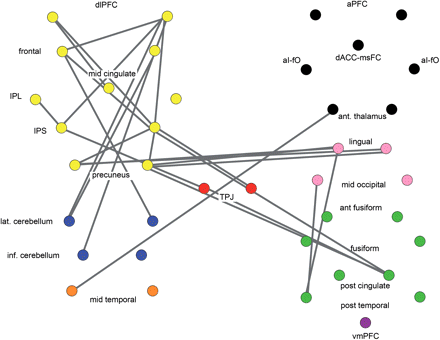 dlPFC
aPFC
frontal
dACC-msFC
mid cingulate
aI-fO
aI-fO
IPL
ant. thalamus
IPS
lingual
precuneus
mid occipital
TPJ
ant fusiform
lat. cerebellum
inf. cerebellum
fusiform
post cingulate
mid temporal
post temporal
vmPFC